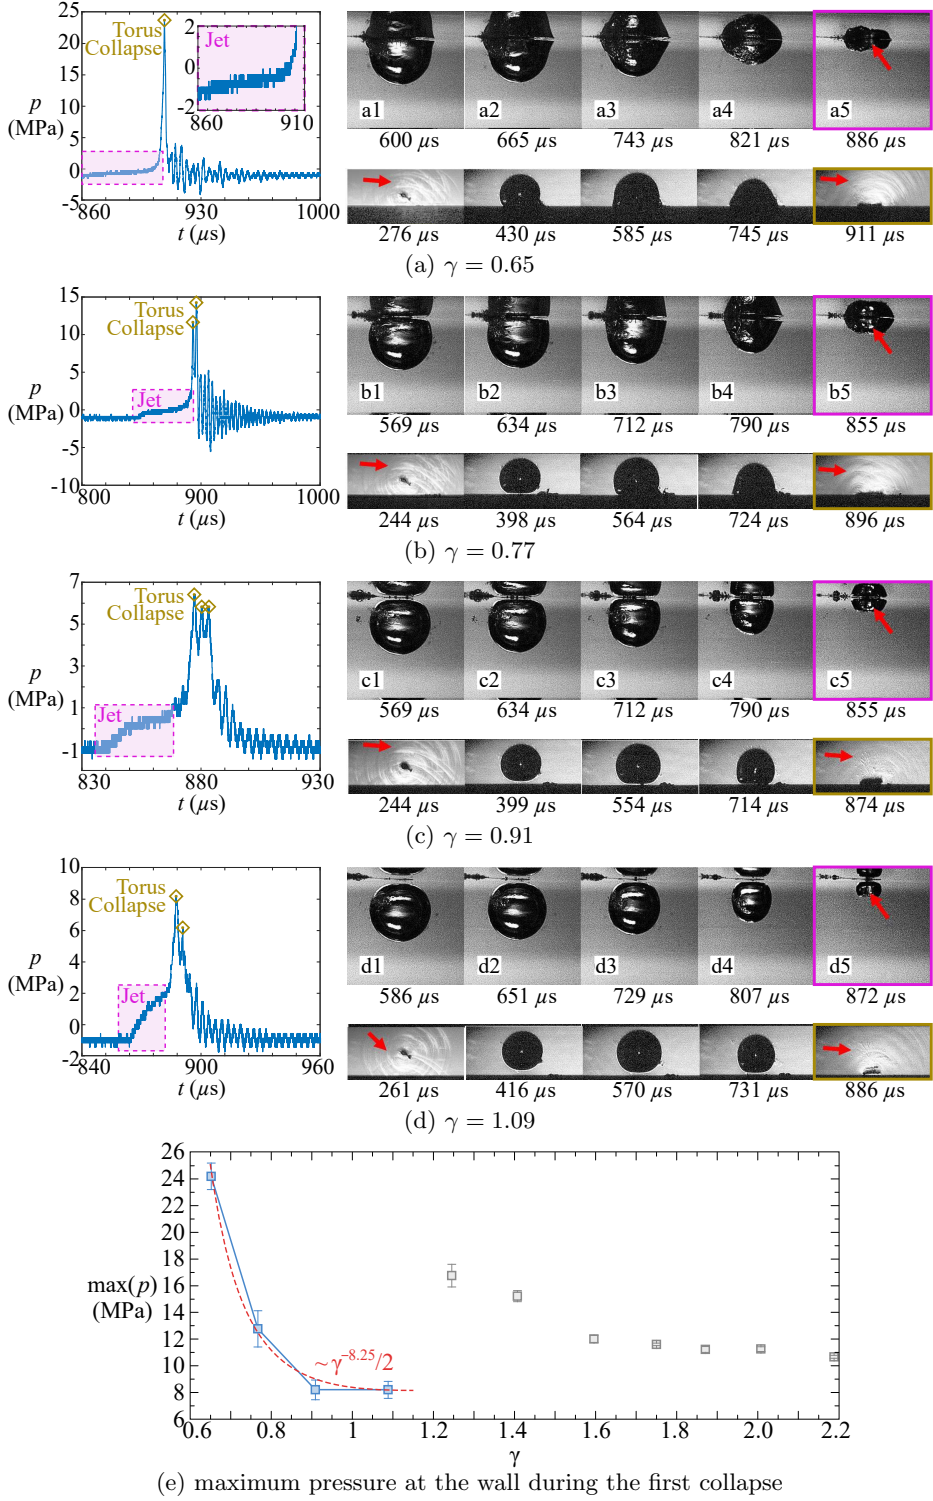 25
20
15
10
5
0
-5
p
(MPa)
Torus
Collapse
Jet
2
0
-2
860 910
860 930 1000
t (μs)
a1 a2 a3 a4 a5
600 μs 665 μs 743 μs 821 μs 886 μs
276 μs 430 μs 585 μs 745 μs 911 μs
(a) γ = 0.65
15
10
5
0
-5
-10
p
(MPa)
Torus
Collapse
Jet
800 900 1000
t (μs)
b1 b2 b3 b4 b5
569 μs 634 μs 712 μs 790 μs 855 μs
244 μs 398 μs 564 μs 724 μs 896 μs
(b) γ = 0.77
7
5
3
1
-1
p
(MPa)
Torus
Collapse
Jet
830 880 930
t (μs)
c1 c2 c3 c4 c5
569 μs 634 μs 712 μs 790 μs 855 μs
244 μs 399 μs 554 μs 714 μs 874 μs
(c) γ = 0.91
10
8
6
4
2
0
-2
p
(MPa)
Torus
Collapse
Jet
840 900 960
t (μs)
d1 d2 d3 d4 d5
586 μs 651 μs 729 μs 807 μs 872 μs
261 μs 416 μs 570 μs 731 μs 886 μs
(d) γ = 1.09
26
24
22
20
18
16
14
12
10
8
6
max(p)
(MPa)
~γ^-8.25/2
0.6 0.8 1 1.2 1.4 1.6 1.8 2.0 2.2
γ
(e) maximum pressure at the wall during the first collapse